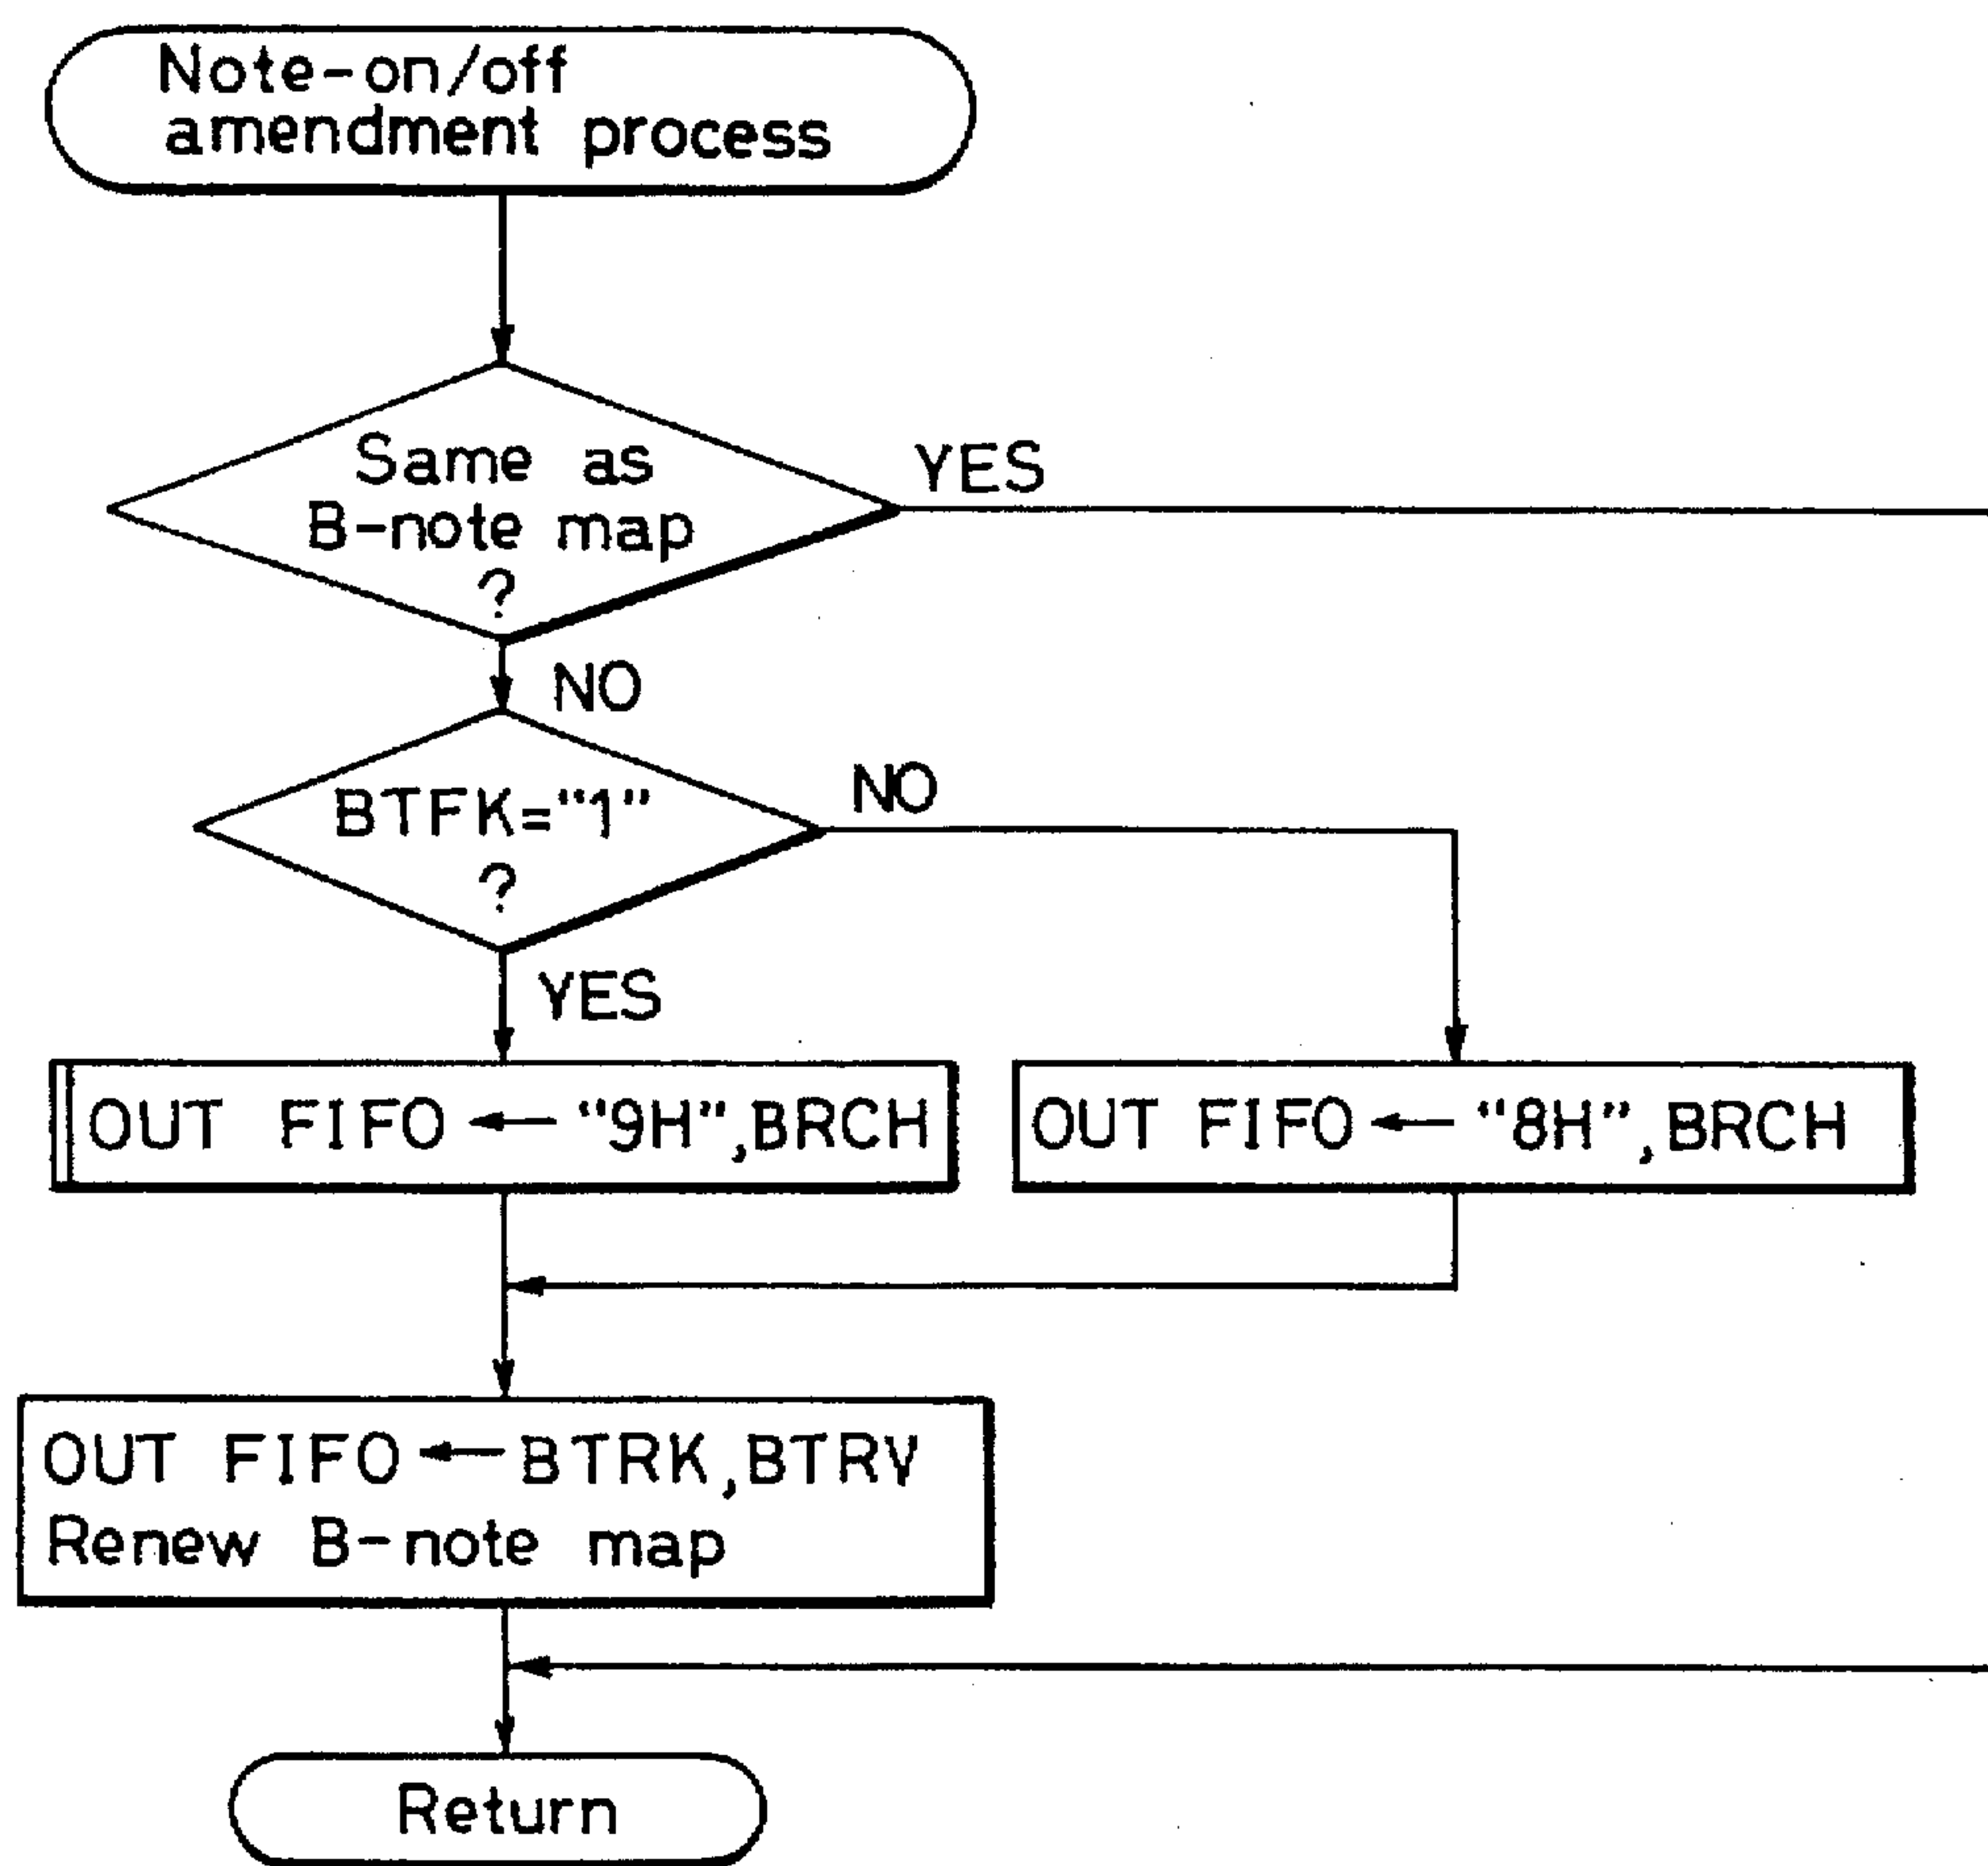 Note-on/off
amendment process
Same as
B-note map
?
YES
NO
BTFK="1"
?
NO
YES
OUT FIFO ← "9H",BRCH
OUT FIFO ← "8H",BRCH
OUT FIFO ← BTRK,BTRV
Renew B-note map
Return